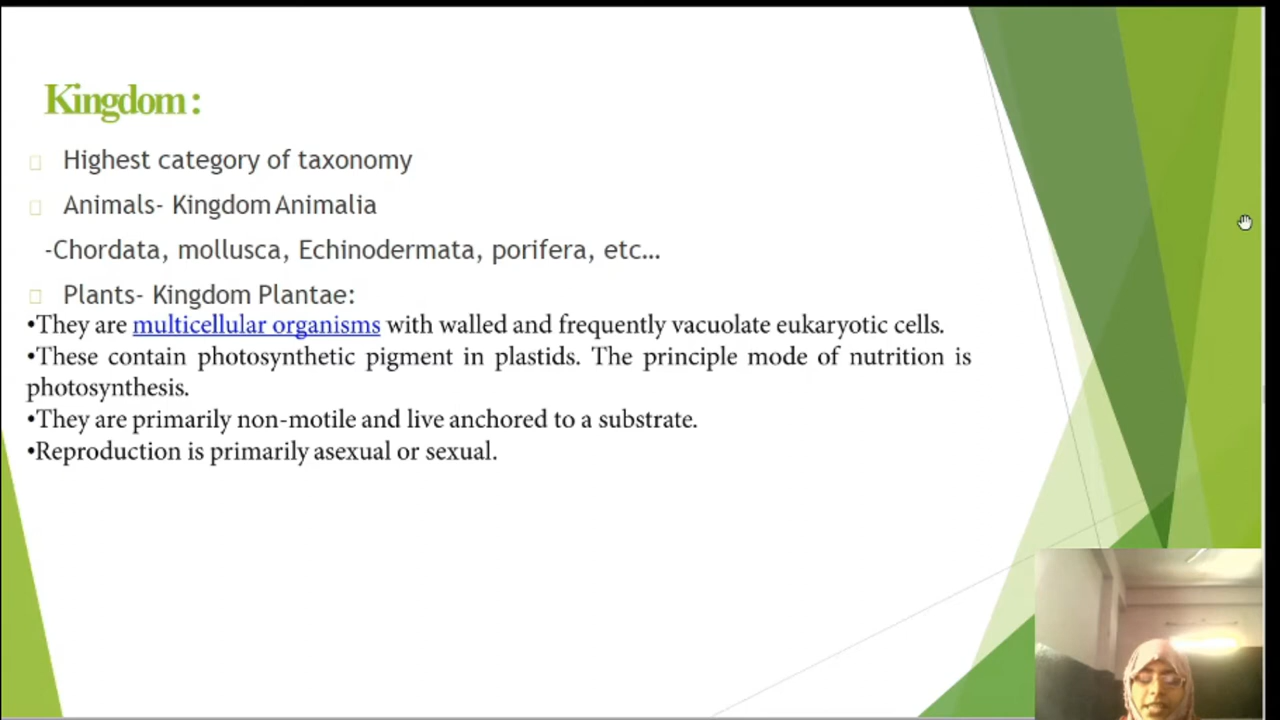 Kingdom :
Highest category of taxonomy
Animals- Kingdom Animalia
-Chordata, mollusca, Echinodermata, porifera, etc…
Plants- Kingdom Plantae:
•They are multicellular organisms with walled and frequently vacuolate eukaryotic cells.
•These contain photosynthetic pigment in plastids. The principle mode of nutrition is
photosynthesis.
•They are primarily non-motile and live anchored to a substrate.
•Reproduction is primarily asexual or sexual.